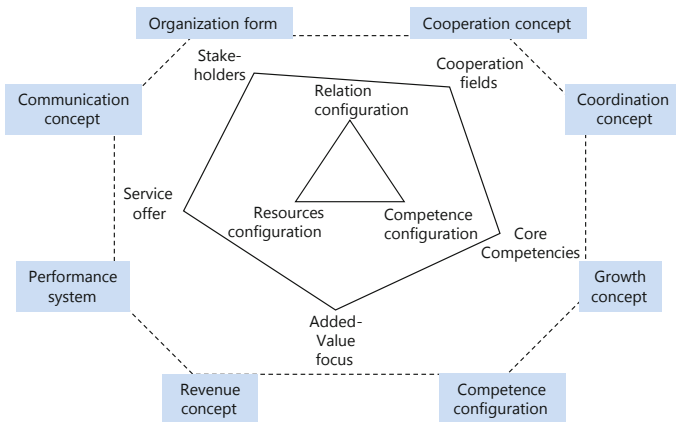 Organization form
Cooperation concept
Stake-
holders
Cooperation
fields
Communication
concept
Relation
configuration
Coordination
concept
Service
offer
Resources
configuration
Competence
configuration
Core
Competencies
Performance
system
Growth
concept
Added-
Value
focus
Revenue
concept
Competence
configuration